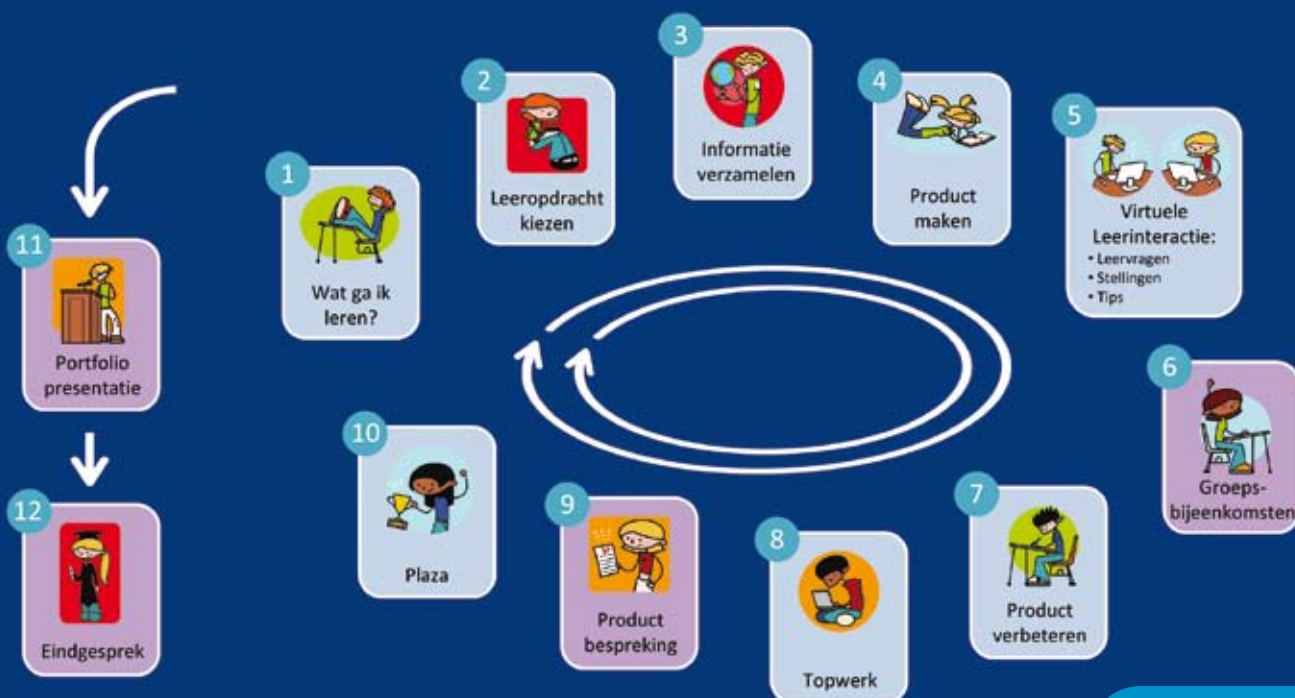 1
Wat ga ik
leren?
2
Leeropdracht
kiezen
3
Informatie
verzamelen
4
Product
maken
5
Virtuele
Leerinteractie:
• Leervragen
• Stellingen
• Tips
6
Groeps-
bijeenkomsten
7
Product
verbeteren
8
Topwerk
9
Product
bespreking
10
Plaza
11
Portfolio
presentatie
12
Eindgesprek